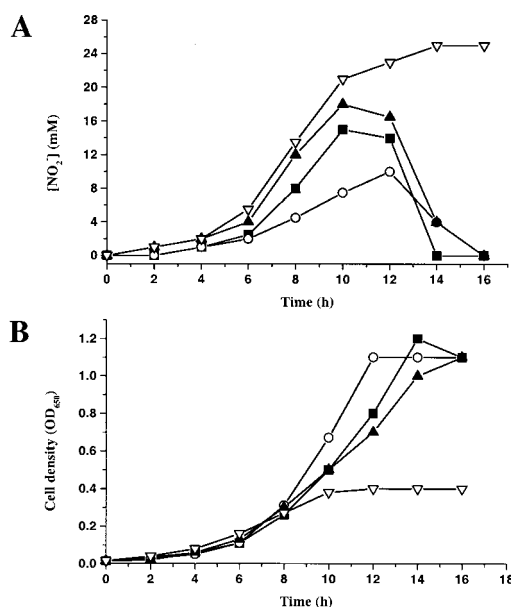 A
28
24
20
16
12
8
4
0
[NO₂⁻] (mM)
0 2 4 6 8 10 12 14 16
Time (h)
B
1.2
1.0
0.8
0.6
0.4
0.2
0.0
Cell density (OD₆₅₀)
0 2 4 6 8 10 12 14 16 18
Time (h)